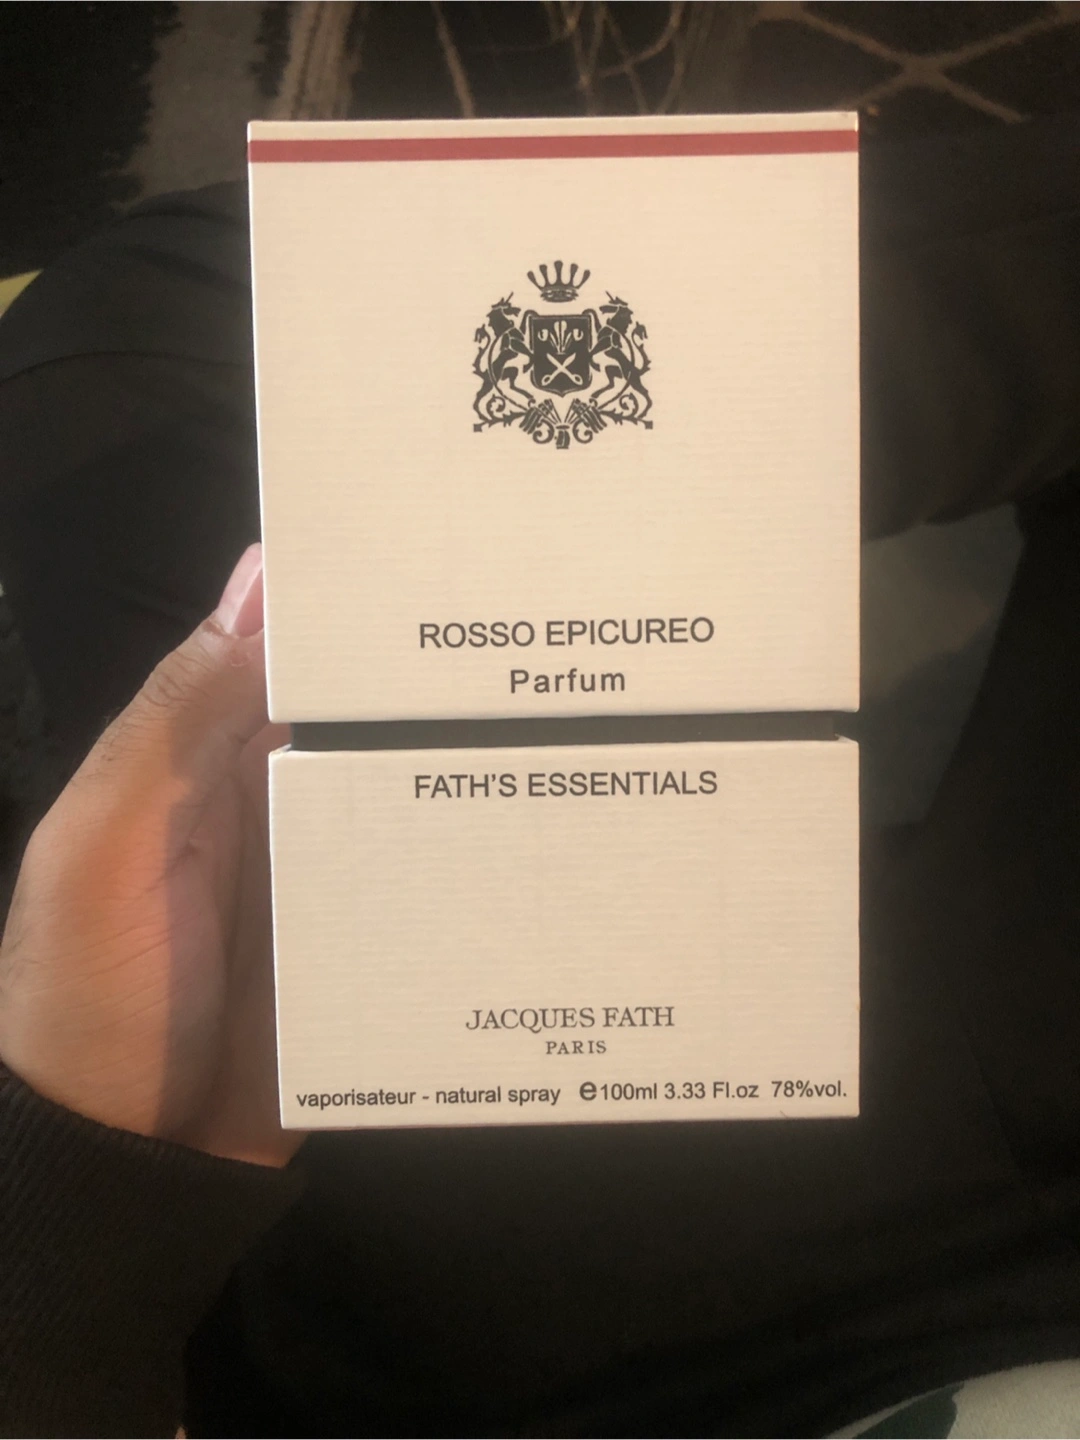 ROSSO EPICUREO
Parfum
FATH'S ESSENTIALS
JACQUES FATH
PARIS
vaporisateur - natural spray ℮100ml 3.33 Fl.oz 78%vol.